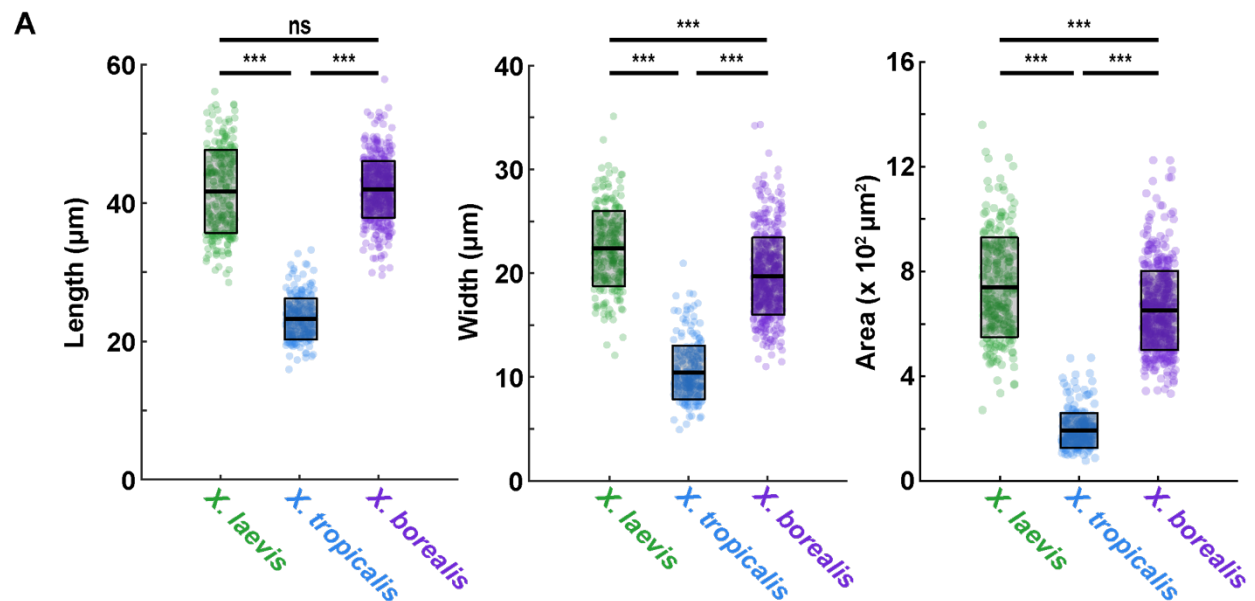 A
ns
*** ***
60
40
20
0
Length (μm)
X. laevis
X. tropicalis
X. borealis
***
*** ***
40
30
20
10
0
Width (μm)
X. laevis
X. tropicalis
X. borealis
***
*** ***
16
12
8
4
0
Area (x 10² μm²)
X. laevis
X. tropicalis
X. borealis